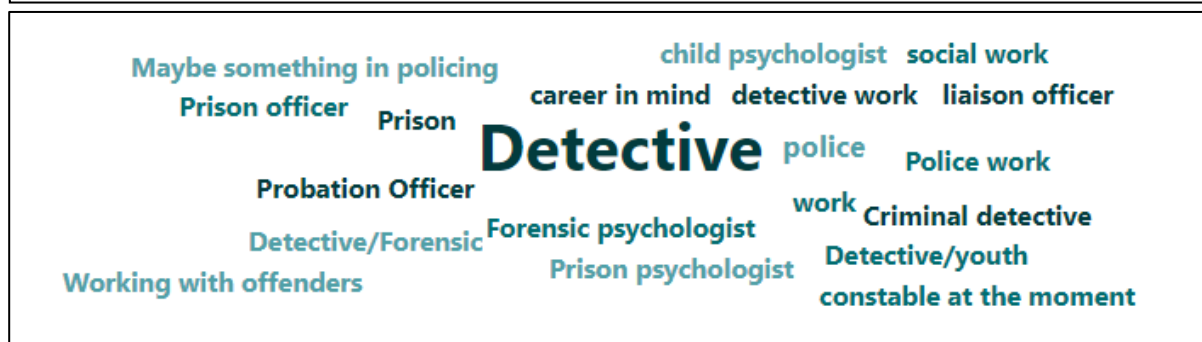 child psychologist social work
Maybe something in policing
career in mind detective work liaison officer
Prison officer
Prison
Detective police
Police work
Probation Officer
work Criminal detective
Forensic psychologist
Detective/Forensic
Detective/youth
Prison psychologist
Working with offenders
constable at the moment